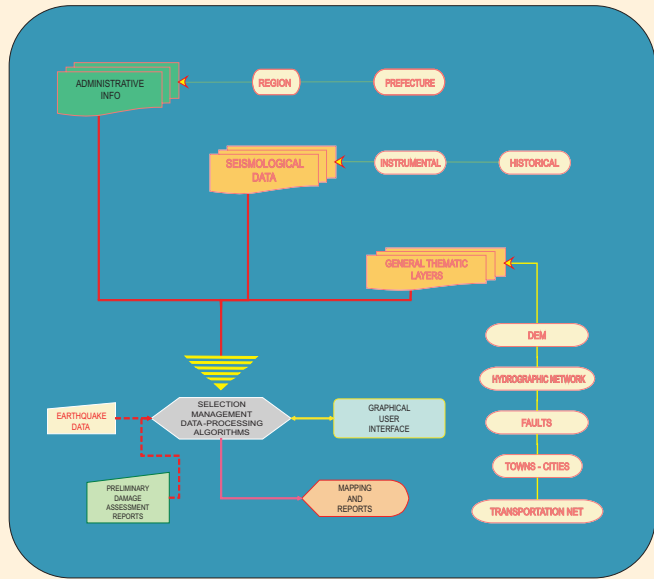 ADMINISTRATIVE
INFO
REGION
PREFECTURE
SEISMOLOGICAL
DATA
INSTRUMENTAL
HISTORICAL
GENERAL THEMATIC
LAYERS
DEM
HYDROGRAPHIC NETWORK
FAULTS
TOWNS - CITIES
TRANSPORTATION NET
EARTHQUAKE
DATA
SELECTION
MANAGEMENT
DATA-PROCESSING
ALGORITHMS
GRAPHICAL
USER
INTERFACE
PRELIMINARY
DAMAGE
ASSESSMENT
REPORTS
MAPPING
AND
REPORTS